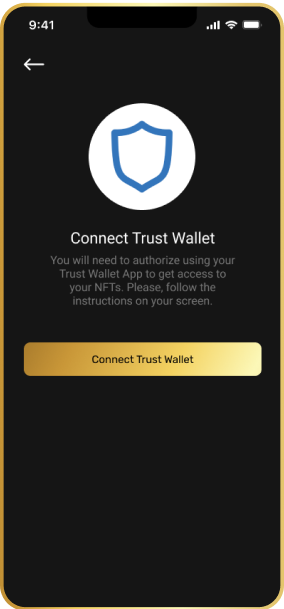 9:41
Connect Trust Wallet
You will need to authorize using your
Trust Wallet App to get access to
your NFTs. Please, follow the
instructions on your screen.
Connect Trust Wallet